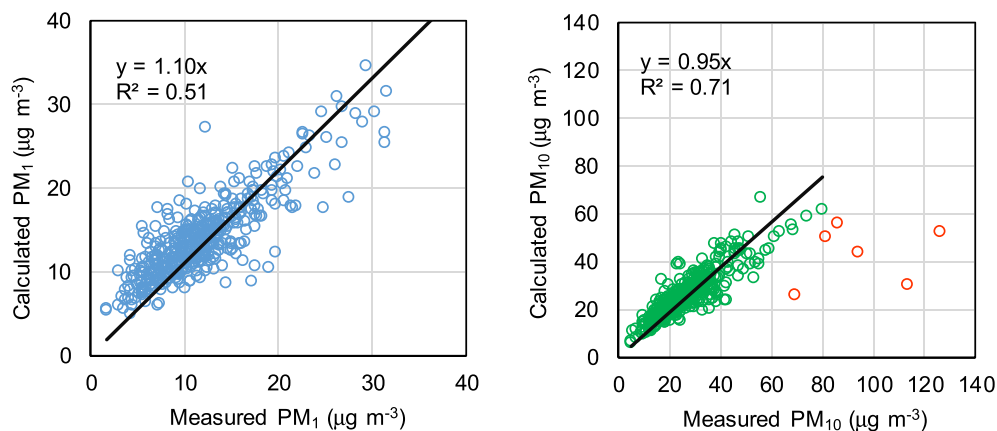 40
30
20
10
0
0 10 20 30 40
Calculated PM₁ (µg m⁻³)
Measured PM₁ (µg m⁻³)
y = 1.10x
R² = 0.51
140
120
100
80
60
40
20
0
0 20 40 60 80 100 120 140
Calculated PM₁₀ (µg m⁻³)
Measured PM₁₀ (µg m⁻³)
y = 0.95x
R² = 0.71